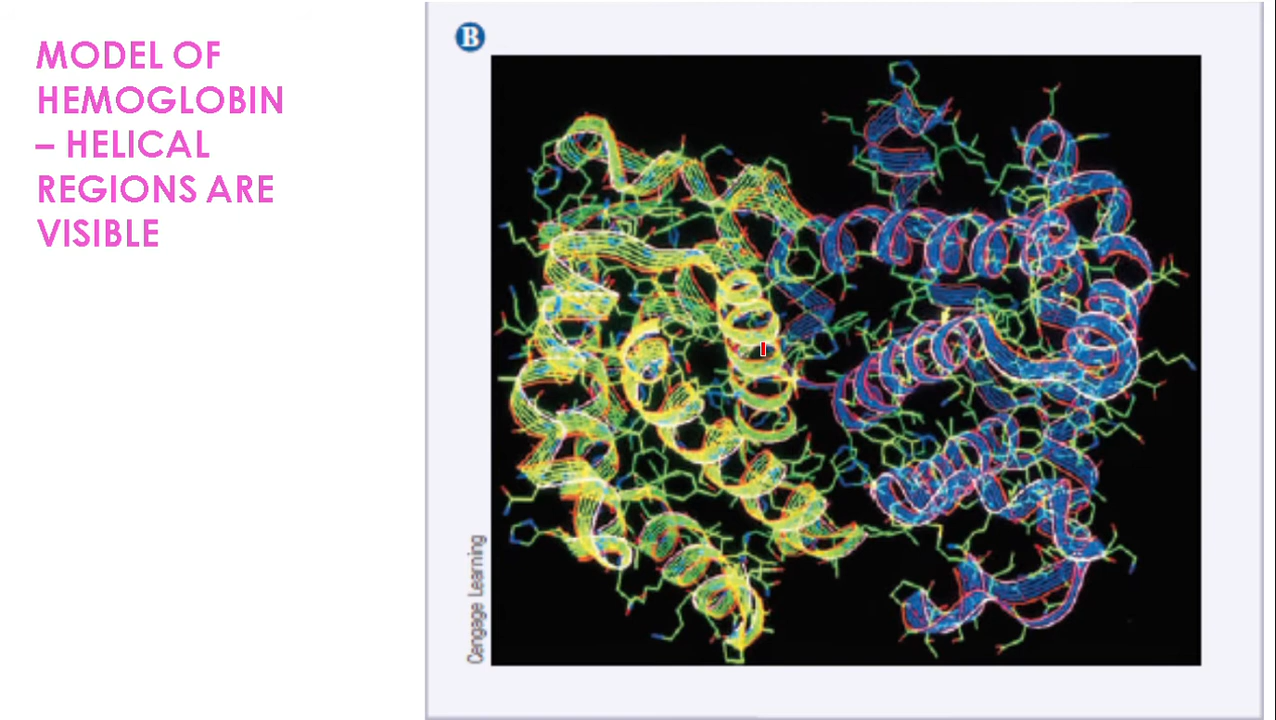 MODEL OF
HEMOGLOBIN
– HELICAL
REGIONS ARE
VISIBLE
B
Cengage Learning